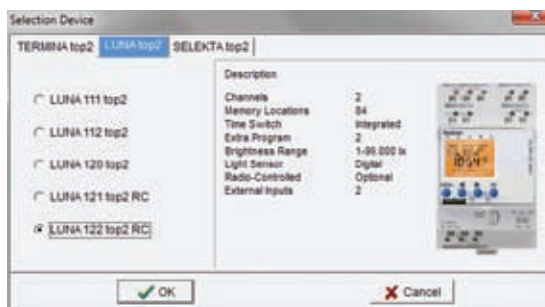 Selection Device
TERMINA top2 LUNA top2 SELEKTA top2
LUNA 111 top2
LUNA 112 top2
LUNA 120 top2
LUNA 121 top2 RC
LUNA 122 top2 RC
Description
Channels 2
Memory Locations 84
Time Switch Integrated
Extra Program 2
Brightness Range 1-99.000 lx
Light Sensor Digital
Radio-Controlled Optional
External Inputs 2
OK Cancel